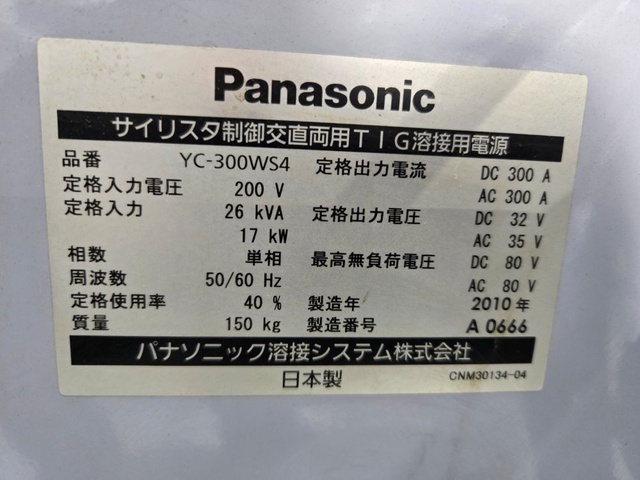 Panasonic
サイリスタ制御交直両用TIG溶接用電源
品番 YC-300WS4 定格出力電流 DC 300 A
定格入力電圧 200 V AC 300 A
定格入力 26 kVA 定格出力電圧 DC 32 V
17 kW AC 35 V
相数 単相 最高無負荷電圧 DC 80 V
周波数 50/60 Hz AC 80 V
定格使用率 40 % 製造年 2010年
質量 150 kg 製造番号 A 0666
パナソニック溶接システム株式会社
日本製 CNM30134-04